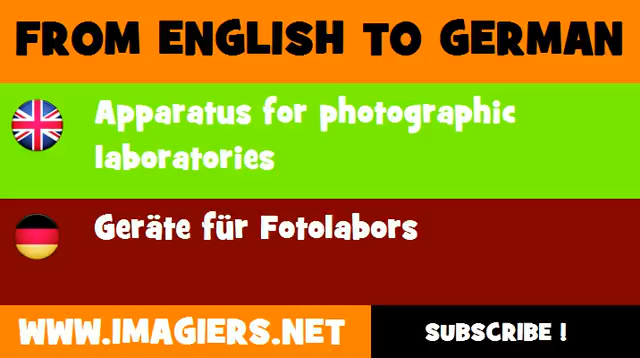 FROM ENGLISH TO GERMAN
Apparatus for photographic
laboratories
Geräte für Fotolabors
WWW.IMAGIERS.NET
SUBSCRIBE !